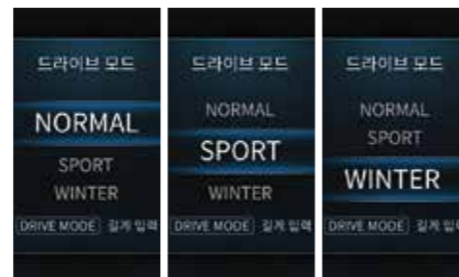 드라이브 모드
NORMAL
SPORT
WINTER
DRIVE MODE 길게 입력
드라이브 모드
NORMAL
SPORT
WINTER
DRIVE MODE 길게 입력
드라이브 모드
NORMAL
SPORT
WINTER
DRIVE MODE 길게 입력